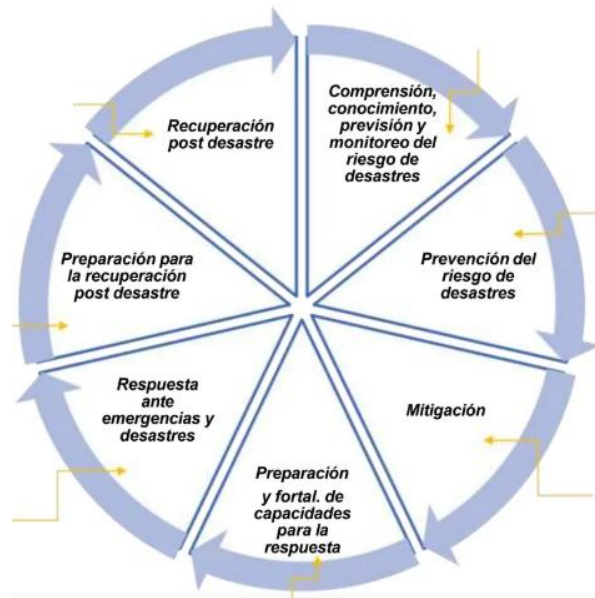 Comprensión,
conocimiento,
previsión y
monitoreo del
riesgo de
desastres
Prevención del
riesgo de
desastres
Mitigación
Preparación
y fortal. de
capacidades
para la
respuesta
Respuesta
ante
emergencias y
desastres
Preparación para
la recuperación
post desastre
Recuperación
post desastre